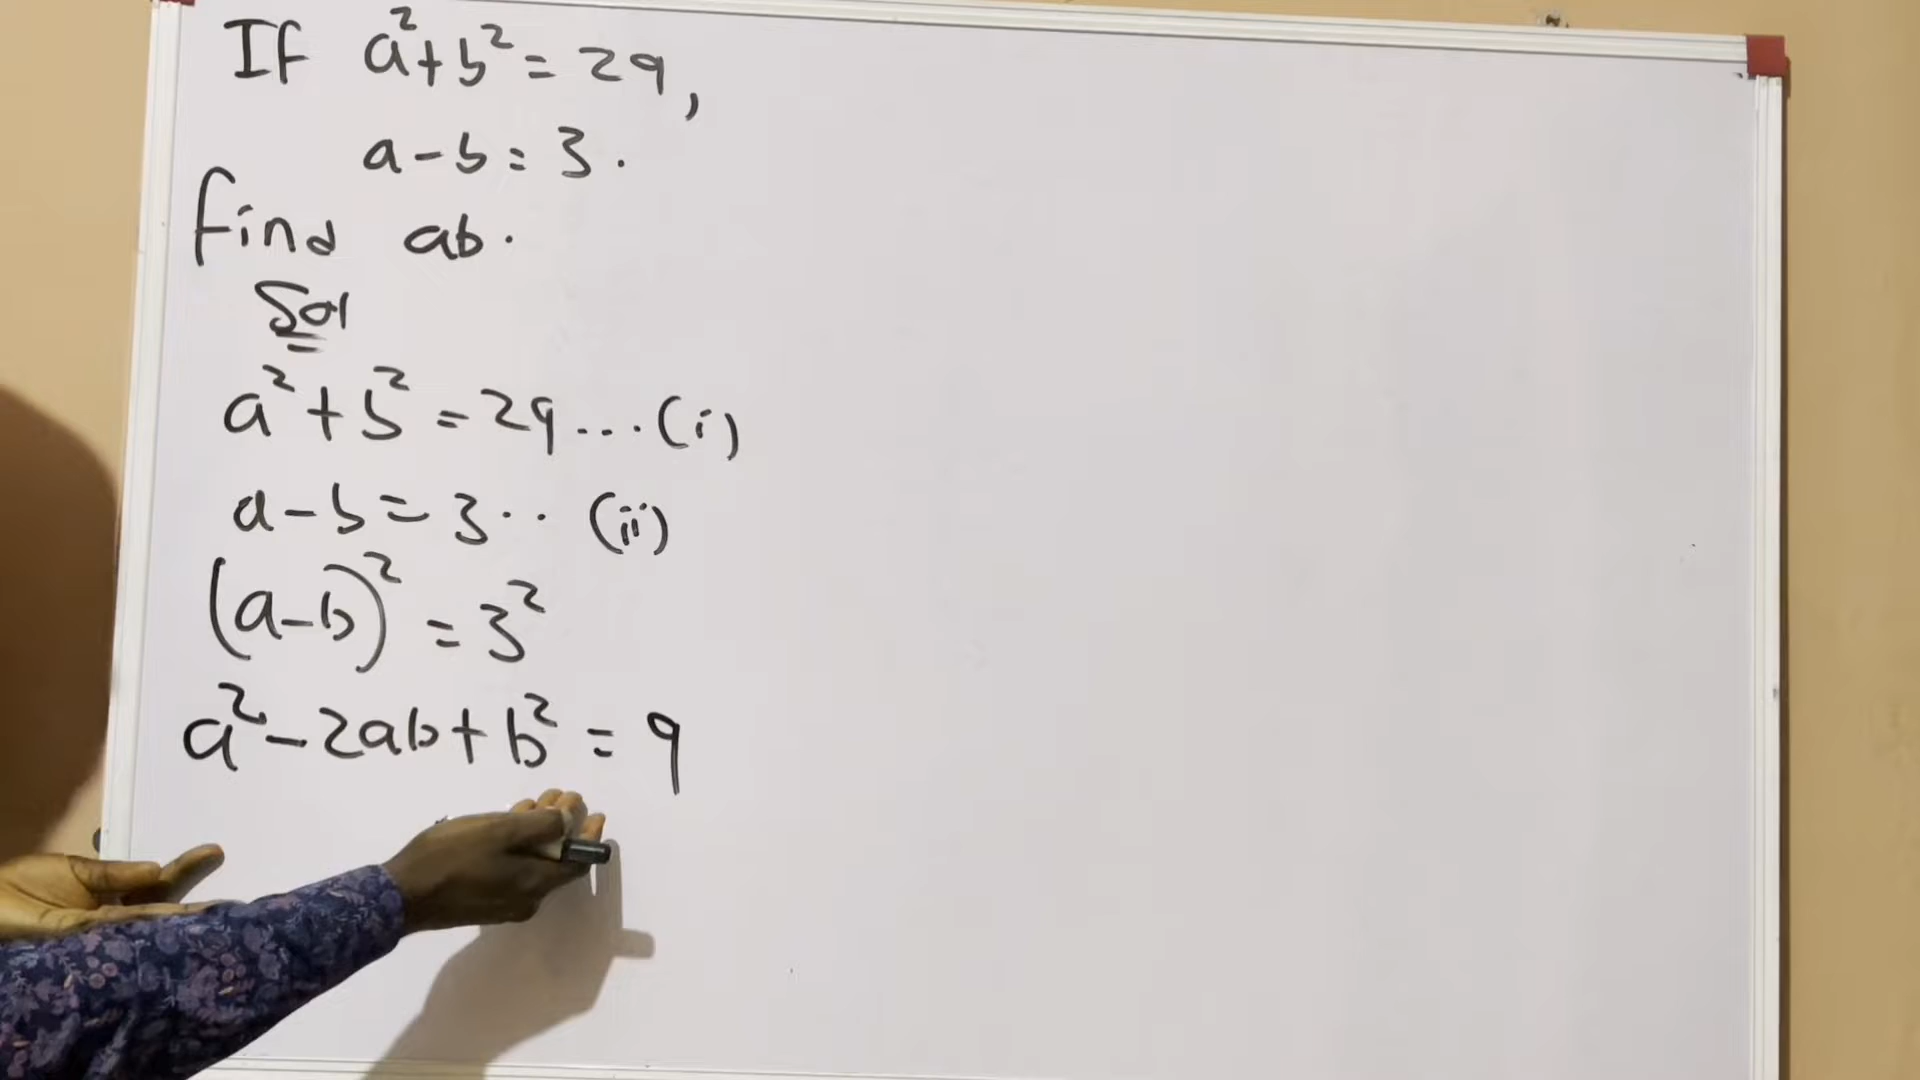 If a²+b²=29,
a-b=3.
find ab.
Sol
a²+b²=29...(i)
a-b=3.. (ii)
(a-b)²=3²
a²-2ab+b²=9